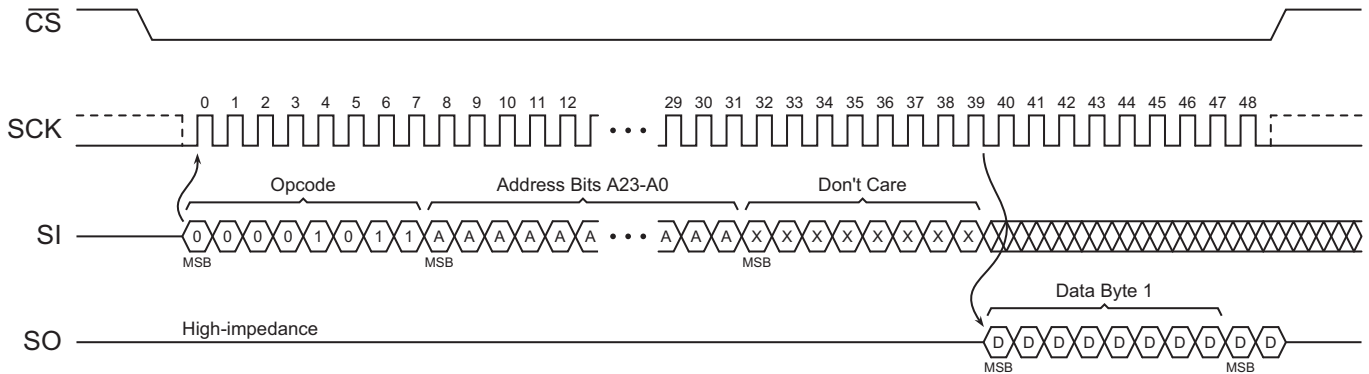 CS
0 1 2 3 4 5 6 7 8 9 10 11 12 29 30 31 32 33 34 35 36 37 38 39 40 41 42 43 44 45 46 47 48
SCK
Opcode Address Bits A23-A0 Don't Care
SI 0 0 0 0 1 0 1 1 A A A A A A A A A X X X X X X X X
MSB MSB MSB
Data Byte 1
High-impedance
SO D D D D D D D D D D
MSB MSB